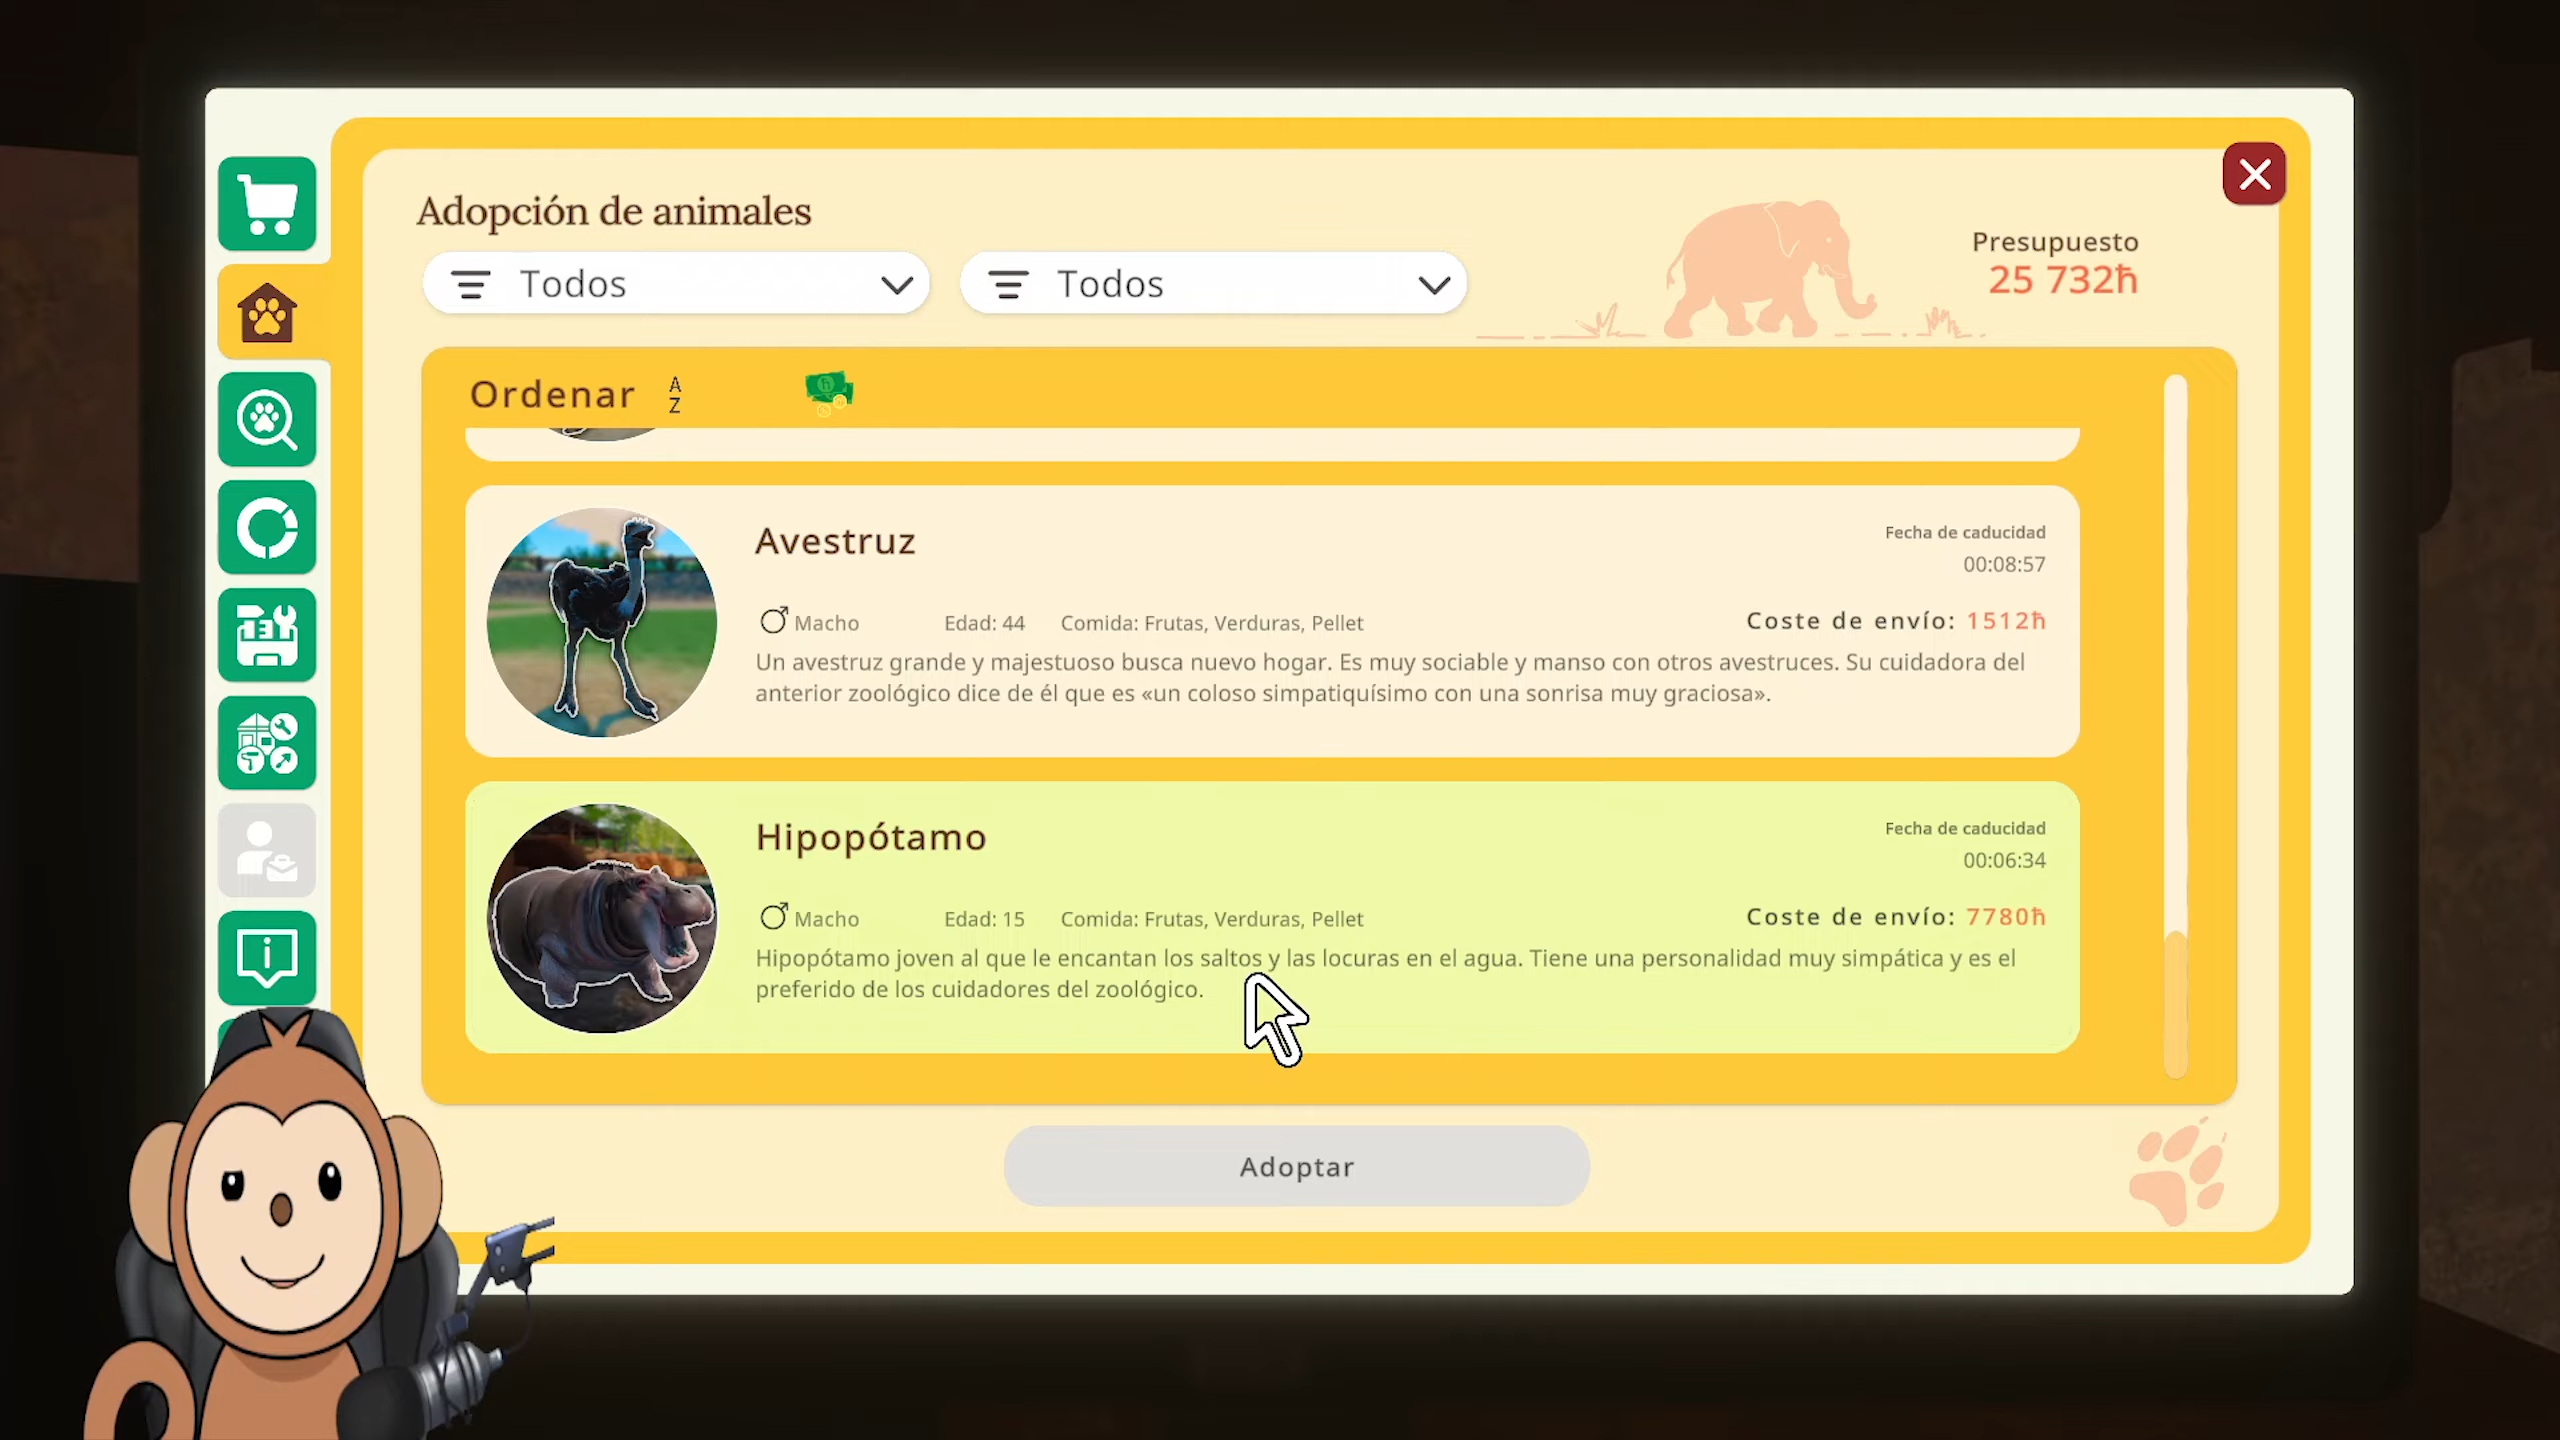 Adopción de animales
Todos
Todos
Presupuesto
25 732ħ
Ordenar
A
Z
Avestruz
Fecha de caducidad
00:08:57
Macho Edad: 44 Comida: Frutas, Verduras, Pellet
Coste de envío: 1512ħ
Un avestruz grande y majestuoso busca nuevo hogar. Es muy sociable y manso con otros avestruces. Su cuidadora del
anterior zoológico dice de él que es «un coloso simpatiquísimo con una sonrisa muy graciosa».
Hipopótamo
Fecha de caducidad
00:06:34
Macho Edad: 15 Comida: Frutas, Verduras, Pellet
Coste de envío: 7780ħ
Hipopótamo joven al que le encantan los saltos y las locuras en el agua. Tiene una personalidad muy simpática y es el
preferido de los cuidadores del zoológico.
Adoptar